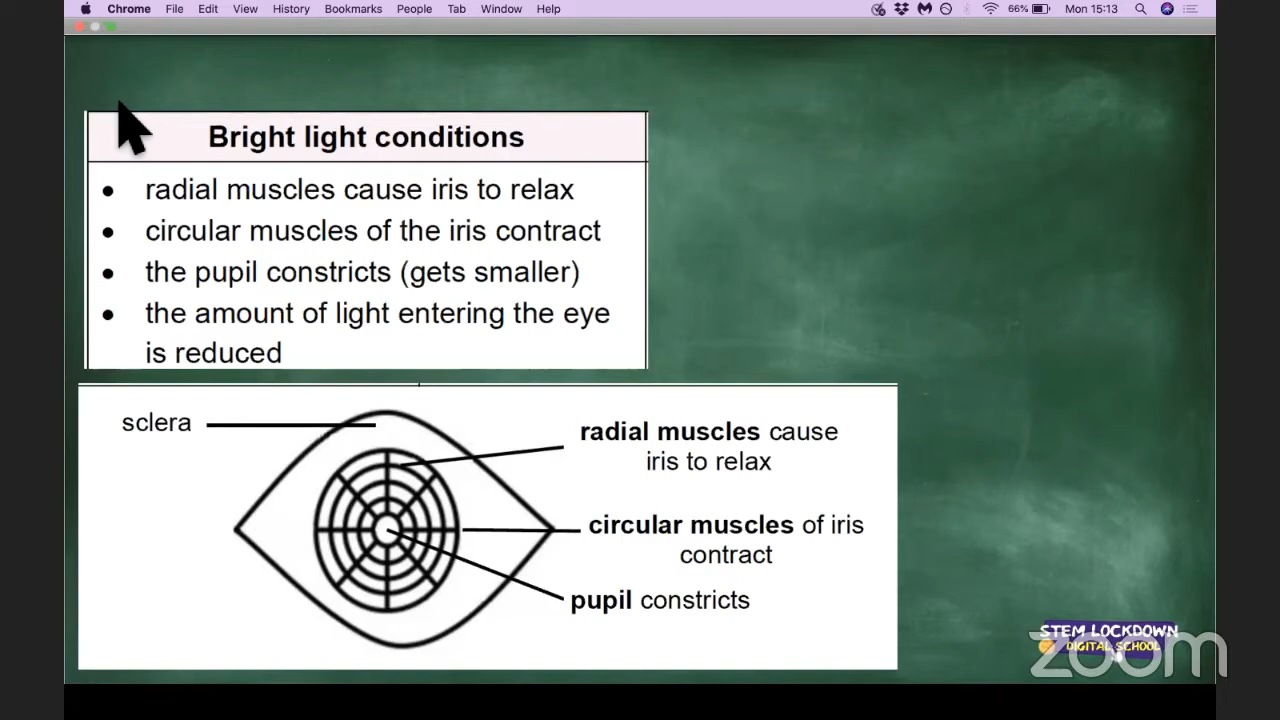 Chrome File Edit View History Bookmarks People Tab Window Help 66% Mon 15:13
Bright light conditions
• radial muscles cause iris to relax
• circular muscles of the iris contract
• the pupil constricts (gets smaller)
• the amount of light entering the eye
is reduced
sclera
radial muscles cause
iris to relax
circular muscles of iris
contract
pupil constricts
STEM LOCKDOWN
DIGITAL SCHOOL
zoom